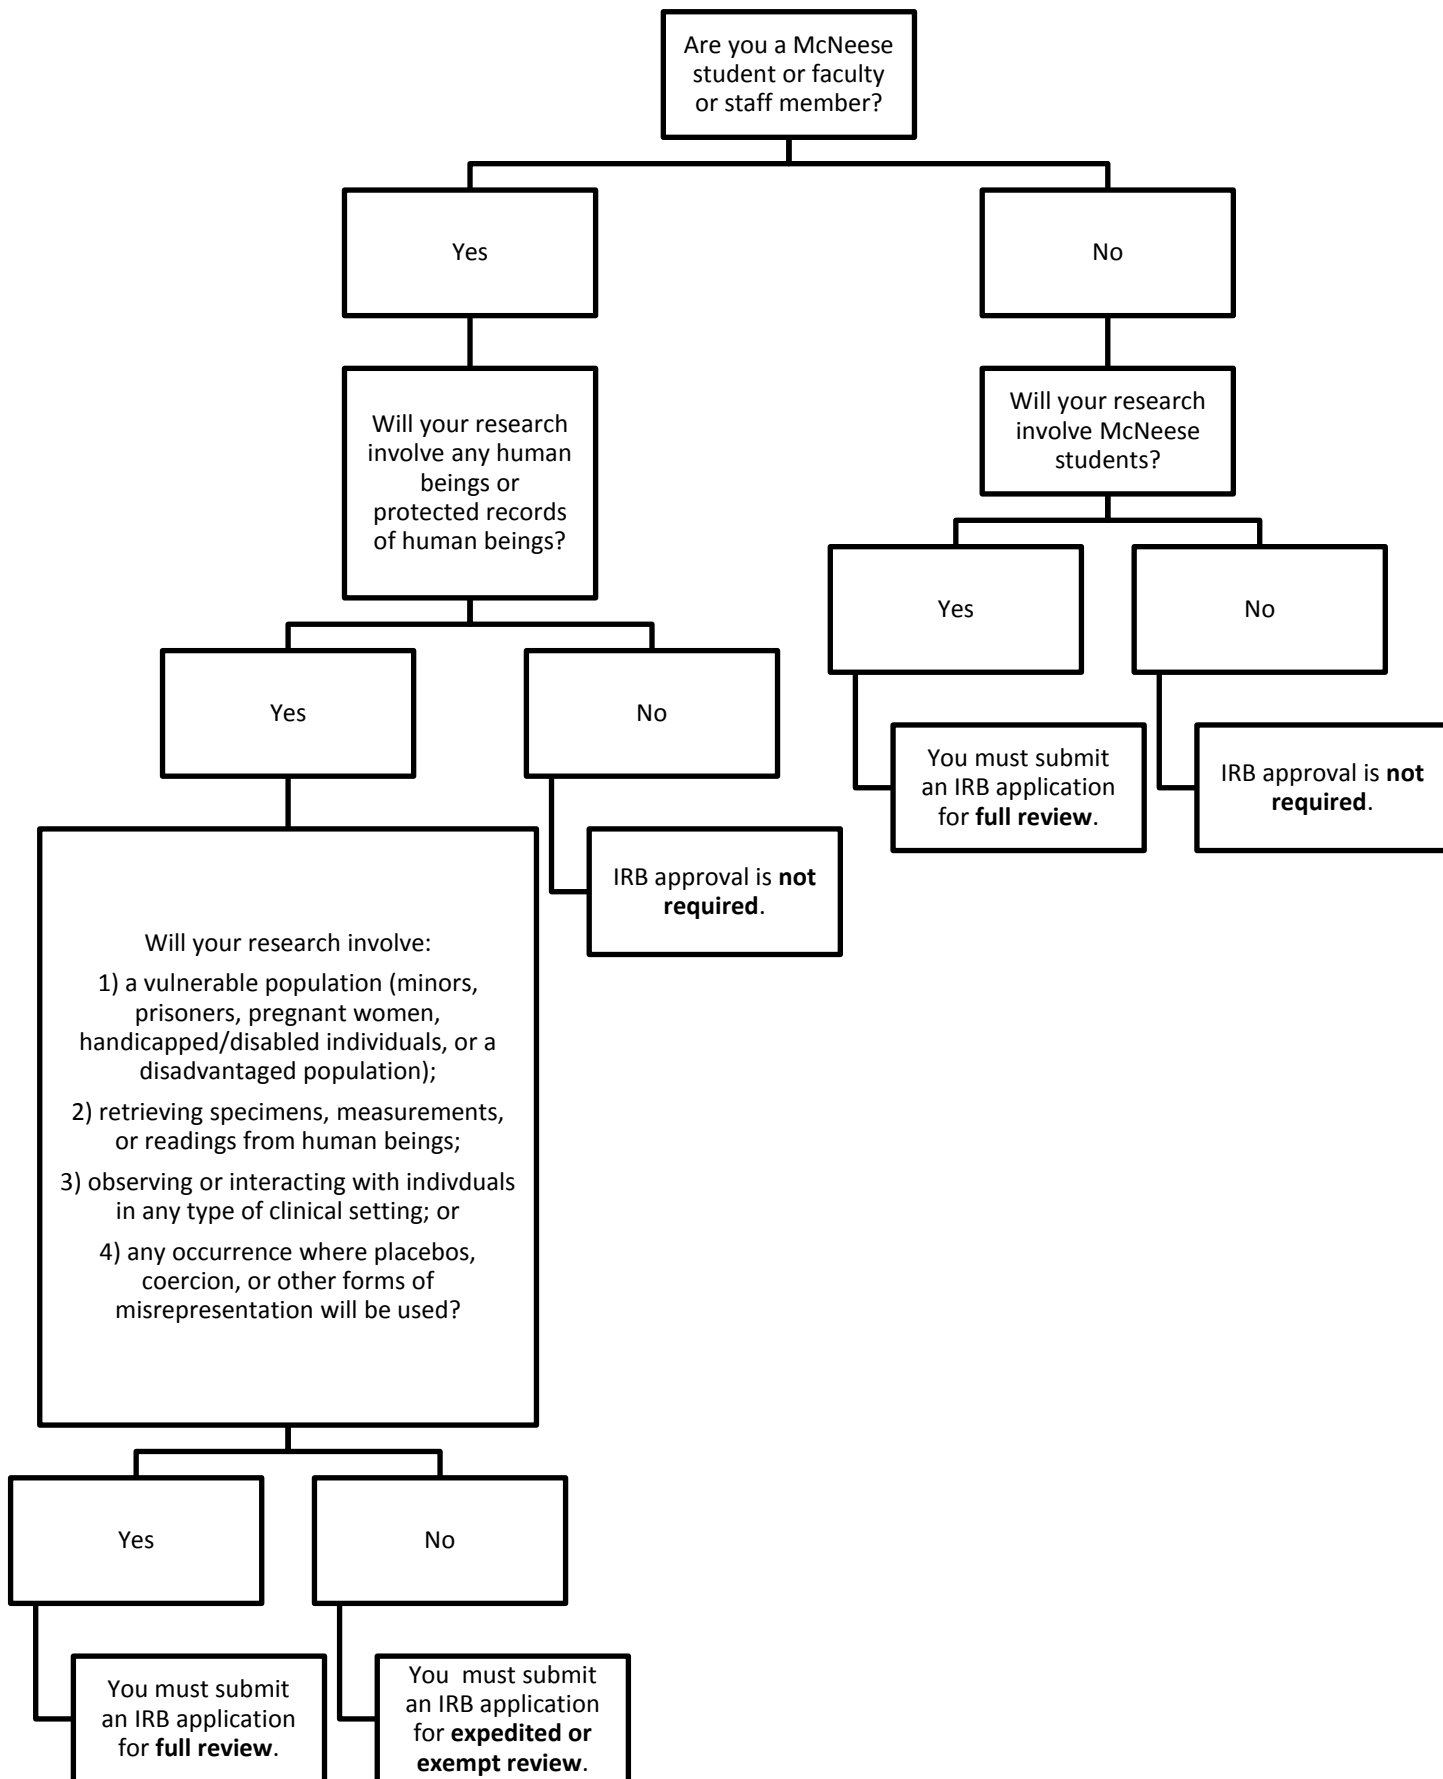 Are you a McNeese
student or faculty
or staff member?
Yes
No
Will your research
involve any human
beings or
protected records
of human beings?
Will your research
involve McNeese
students?
Yes
No
Yes
No
You must submit
an IRB application
for full review.
IRB approval is not
required.
IRB approval is not
required.
Will your research involve:
1) a vulnerable population (minors,
prisoners, pregnant women,
handicapped/disabled individuals, or a
disadvantaged population);
2) retrieving specimens, measurements,
or readings from human beings;
3) observing or interacting with indivduals
in any type of clinical setting; or
4) any occurrence where placebos,
coercion, or other forms of
misrepresentation will be used?
Yes
No
You must submit
an IRB application
for full review.
You  must submit
an IRB application
for expedited or
exempt review.